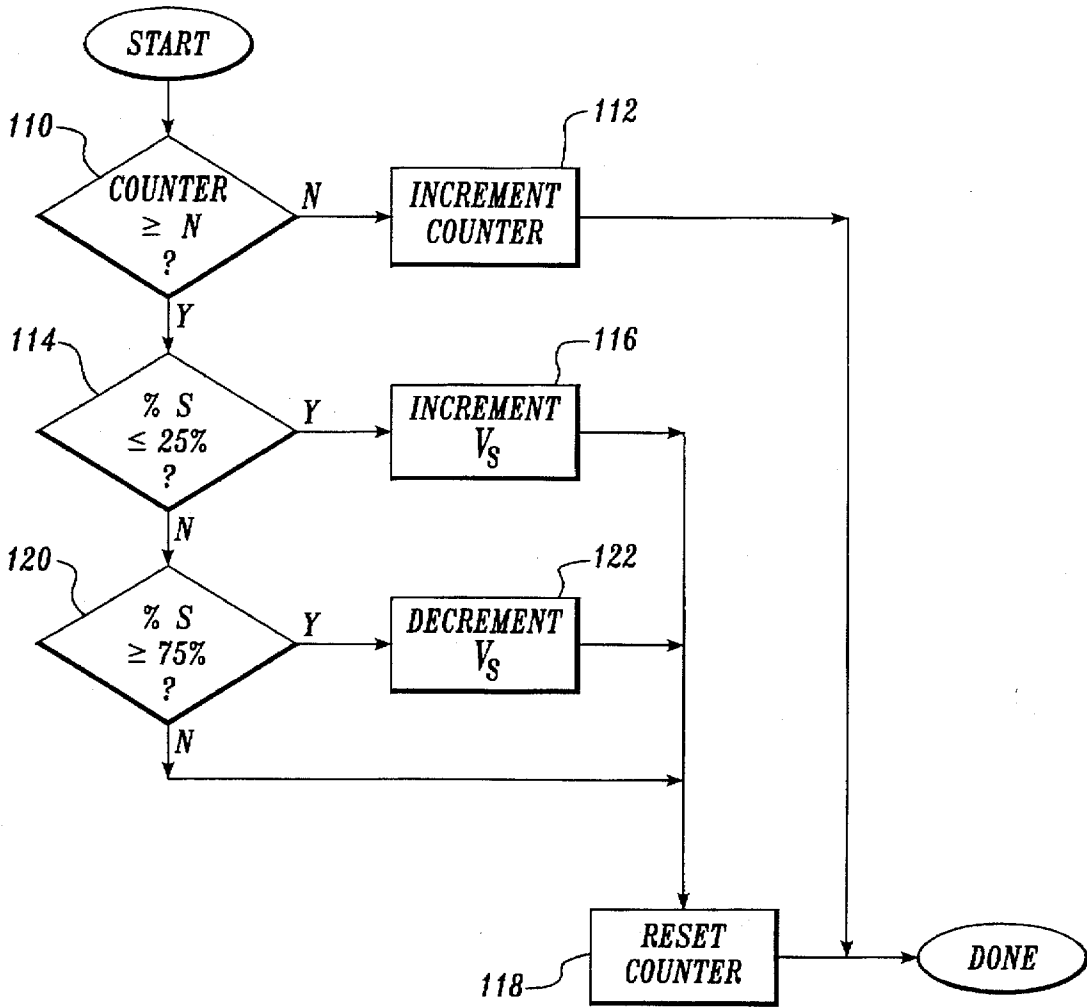 START
110
COUNTER
≥ N
?
N
112
INCREMENT
COUNTER
Y
114
% S
≤ 25%
?
Y
116
INCREMENT
V_S
N
120
% S
≥ 75%
?
Y
122
DECREMENT
V_S
N
RESET
COUNTER
118
DONE